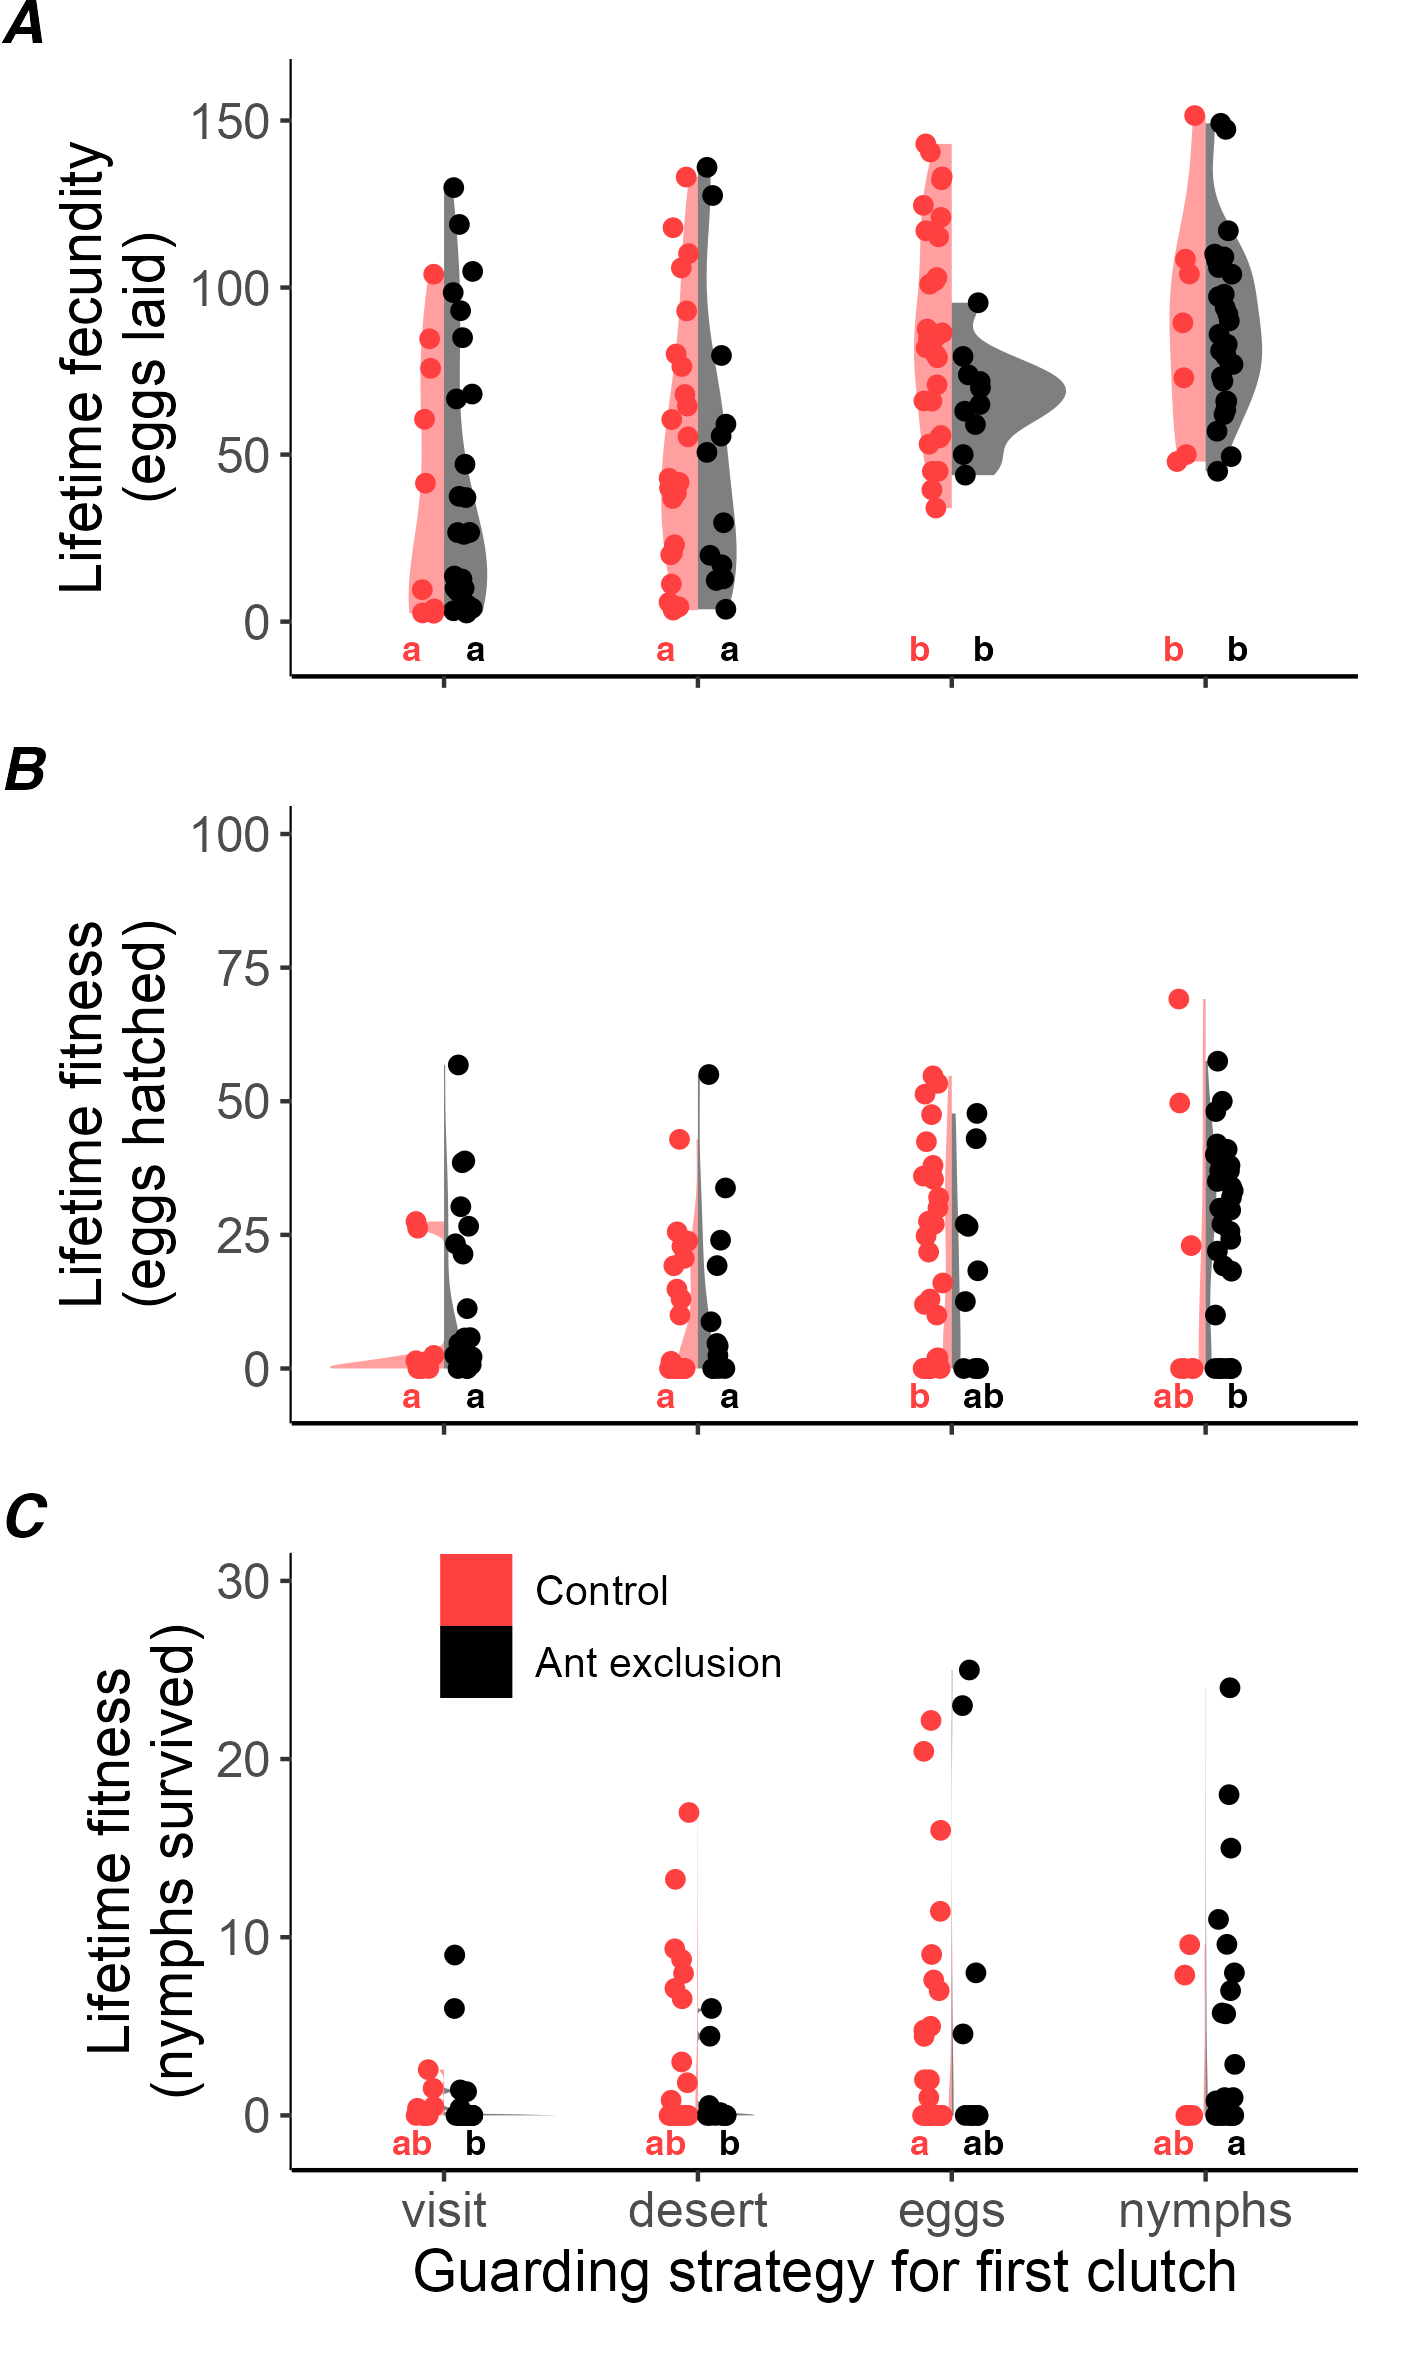 A
Lifetime fecundity
(eggs laid)
150
100
50
0
a a a a b b b b
B
Lifetime fitness
(eggs hatched)
100
75
50
25
0
a a a a b ab ab b
C
Lifetime fitness
(nymphs survived)
30
20
10
0
Control
Ant exclusion
ab b ab b a ab ab a
visit desert eggs nymphs
Guarding strategy for first clutch